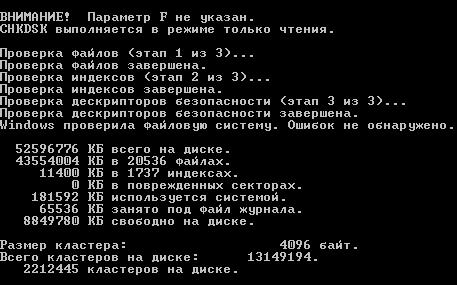 ВНИМАНИЕ! Параметр F не указан.
CHKDSK выполняется в режиме только чтения.
Проверка файлов (этап 1 из 3)...
Проверка файлов завершена.
Проверка индексов (этап 2 из 3)...
Проверка индексов завершена.
Проверка дескрипторов безопасности (этап 3 из 3)...
Проверка дескрипторов безопасности завершена.
Windows проверила файловую систему. Ошибок не обнаружено.
52596776 КБ всего на диске.
43554004 КБ в 20536 файлах.
11400 КБ в 1737 индексах.
0 КБ в поврежденных секторах.
181592 КБ используется системой.
65536 КБ занято под файл журнала.
8849780 КБ свободно на диске.
Размер кластера: 4096 байт.
Всего кластеров на диске: 13149194.
2212445 кластеров на диске.